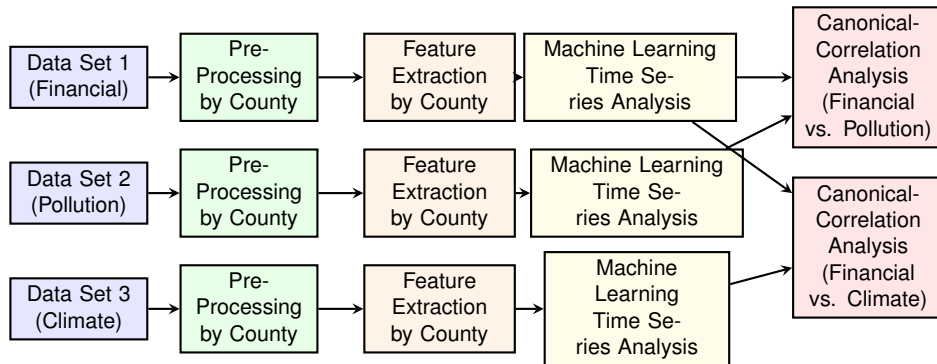 Data Set 1
(Financial)
Pre-
Processing
by County
Feature
Extraction
by County
Machine Learning
Time Se-
ries Analysis
Canonical-
Correlation
Analysis
(Financial
vs. Pollution)
Data Set 2
(Pollution)
Pre-
Processing
by County
Feature
Extraction
by County
Machine Learning
Time Se-
ries Analysis
Canonical-
Correlation
Analysis
(Financial
vs. Climate)
Data Set 3
(Climate)
Pre-
Processing
by County
Feature
Extraction
by County
Machine
Learning
Time Se-
ries Analysis